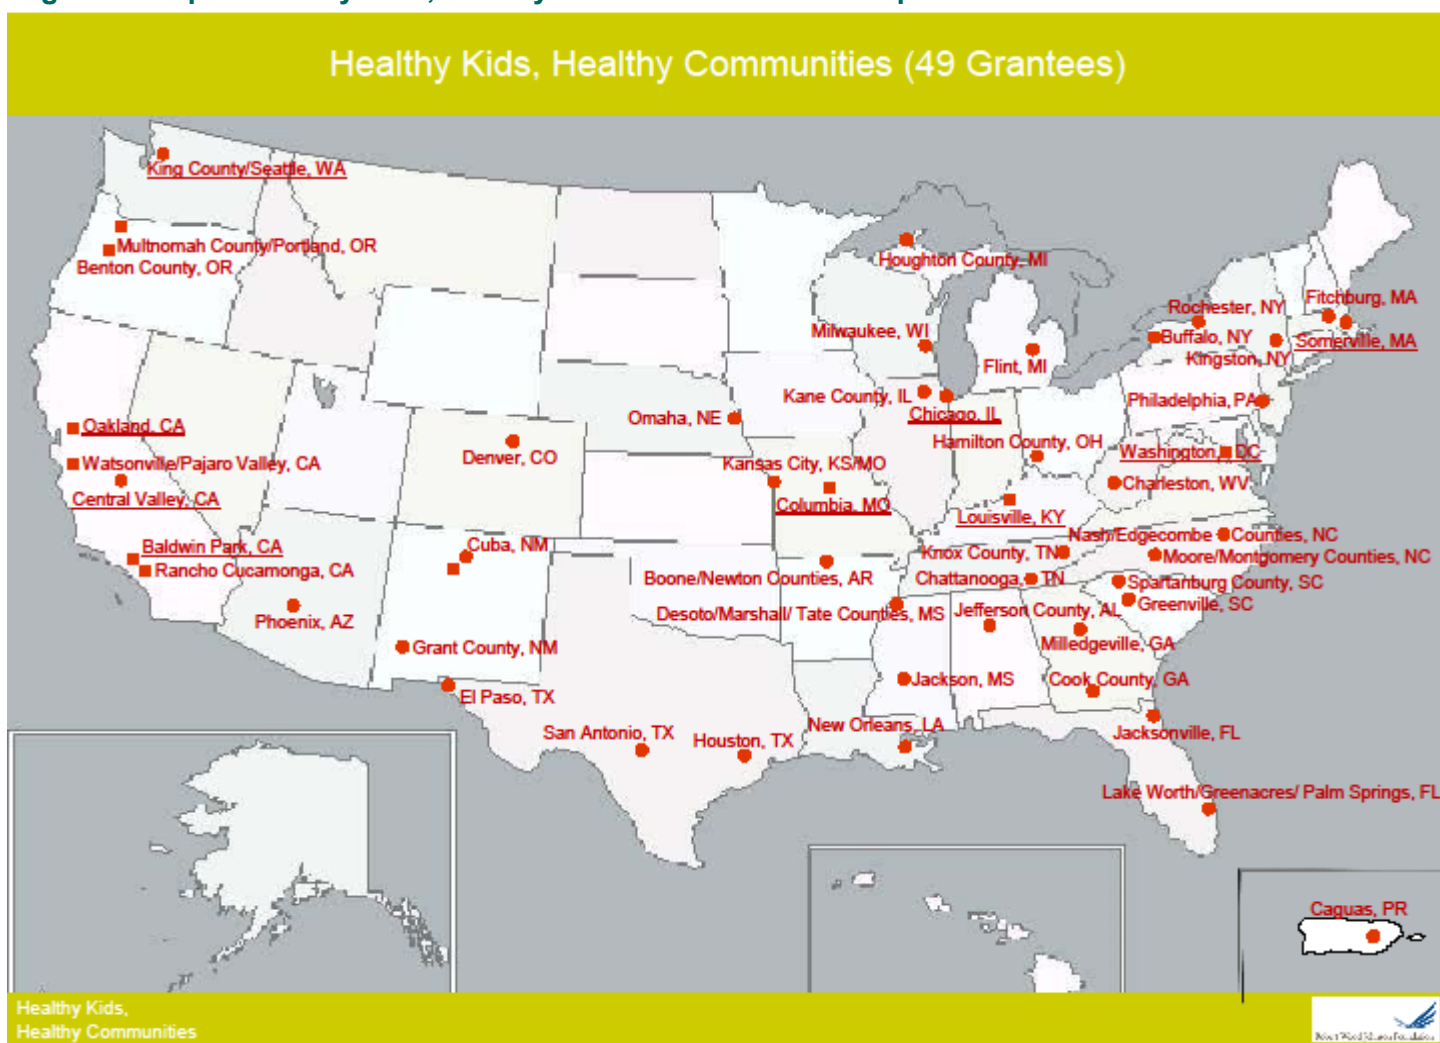 Healthy Kids, Healthy Communities (49 Grantees)
King County/Seattle, WA
Multnomah County/Portland, OR
Benton County, OR
Houghton County, MI
Fitchburg, MA
Rochester, NY
Milwaukee, WI
Buffalo, NY
Somerville, MA
Kingston, NY
Flint, MI
Kane County, IL
Philadelphia, PA
Chicago, IL
Omaha, NE
Oakland, CA
Hamilton County, OH
Washington, DC
Denver, CO
Watsonville/Pajaro Valley, CA
Kansas City, KS/MO
Charleston, WV
Central Valley, CA
Columbia, MO
Louisville, KY
Nash/Edgecombe Counties, NC
Baldwin Park, CA
Cuba, NM
Knox County, TN
Moore/Montgomery Counties, NC
Rancho Cucamonga, CA
Boone/Newton Counties, AR
Chattanooga, TN
Spartanburg County, SC
Greenville, SC
Desoto/Marshall/ Tate Counties, MS
Jefferson County, AL
Phoenix, AZ
Milledgeville, GA
Grant County, NM
Jackson, MS
Cook County, GA
El Paso, TX
New Orleans, LA
San Antonio, TX
Houston, TX
Jacksonville, FL
Lake Worth/Greenacres/ Palm Springs, FL
Caguas, PR
Healthy Kids,
Healthy Communities
Robert Wood Johnson Foundation